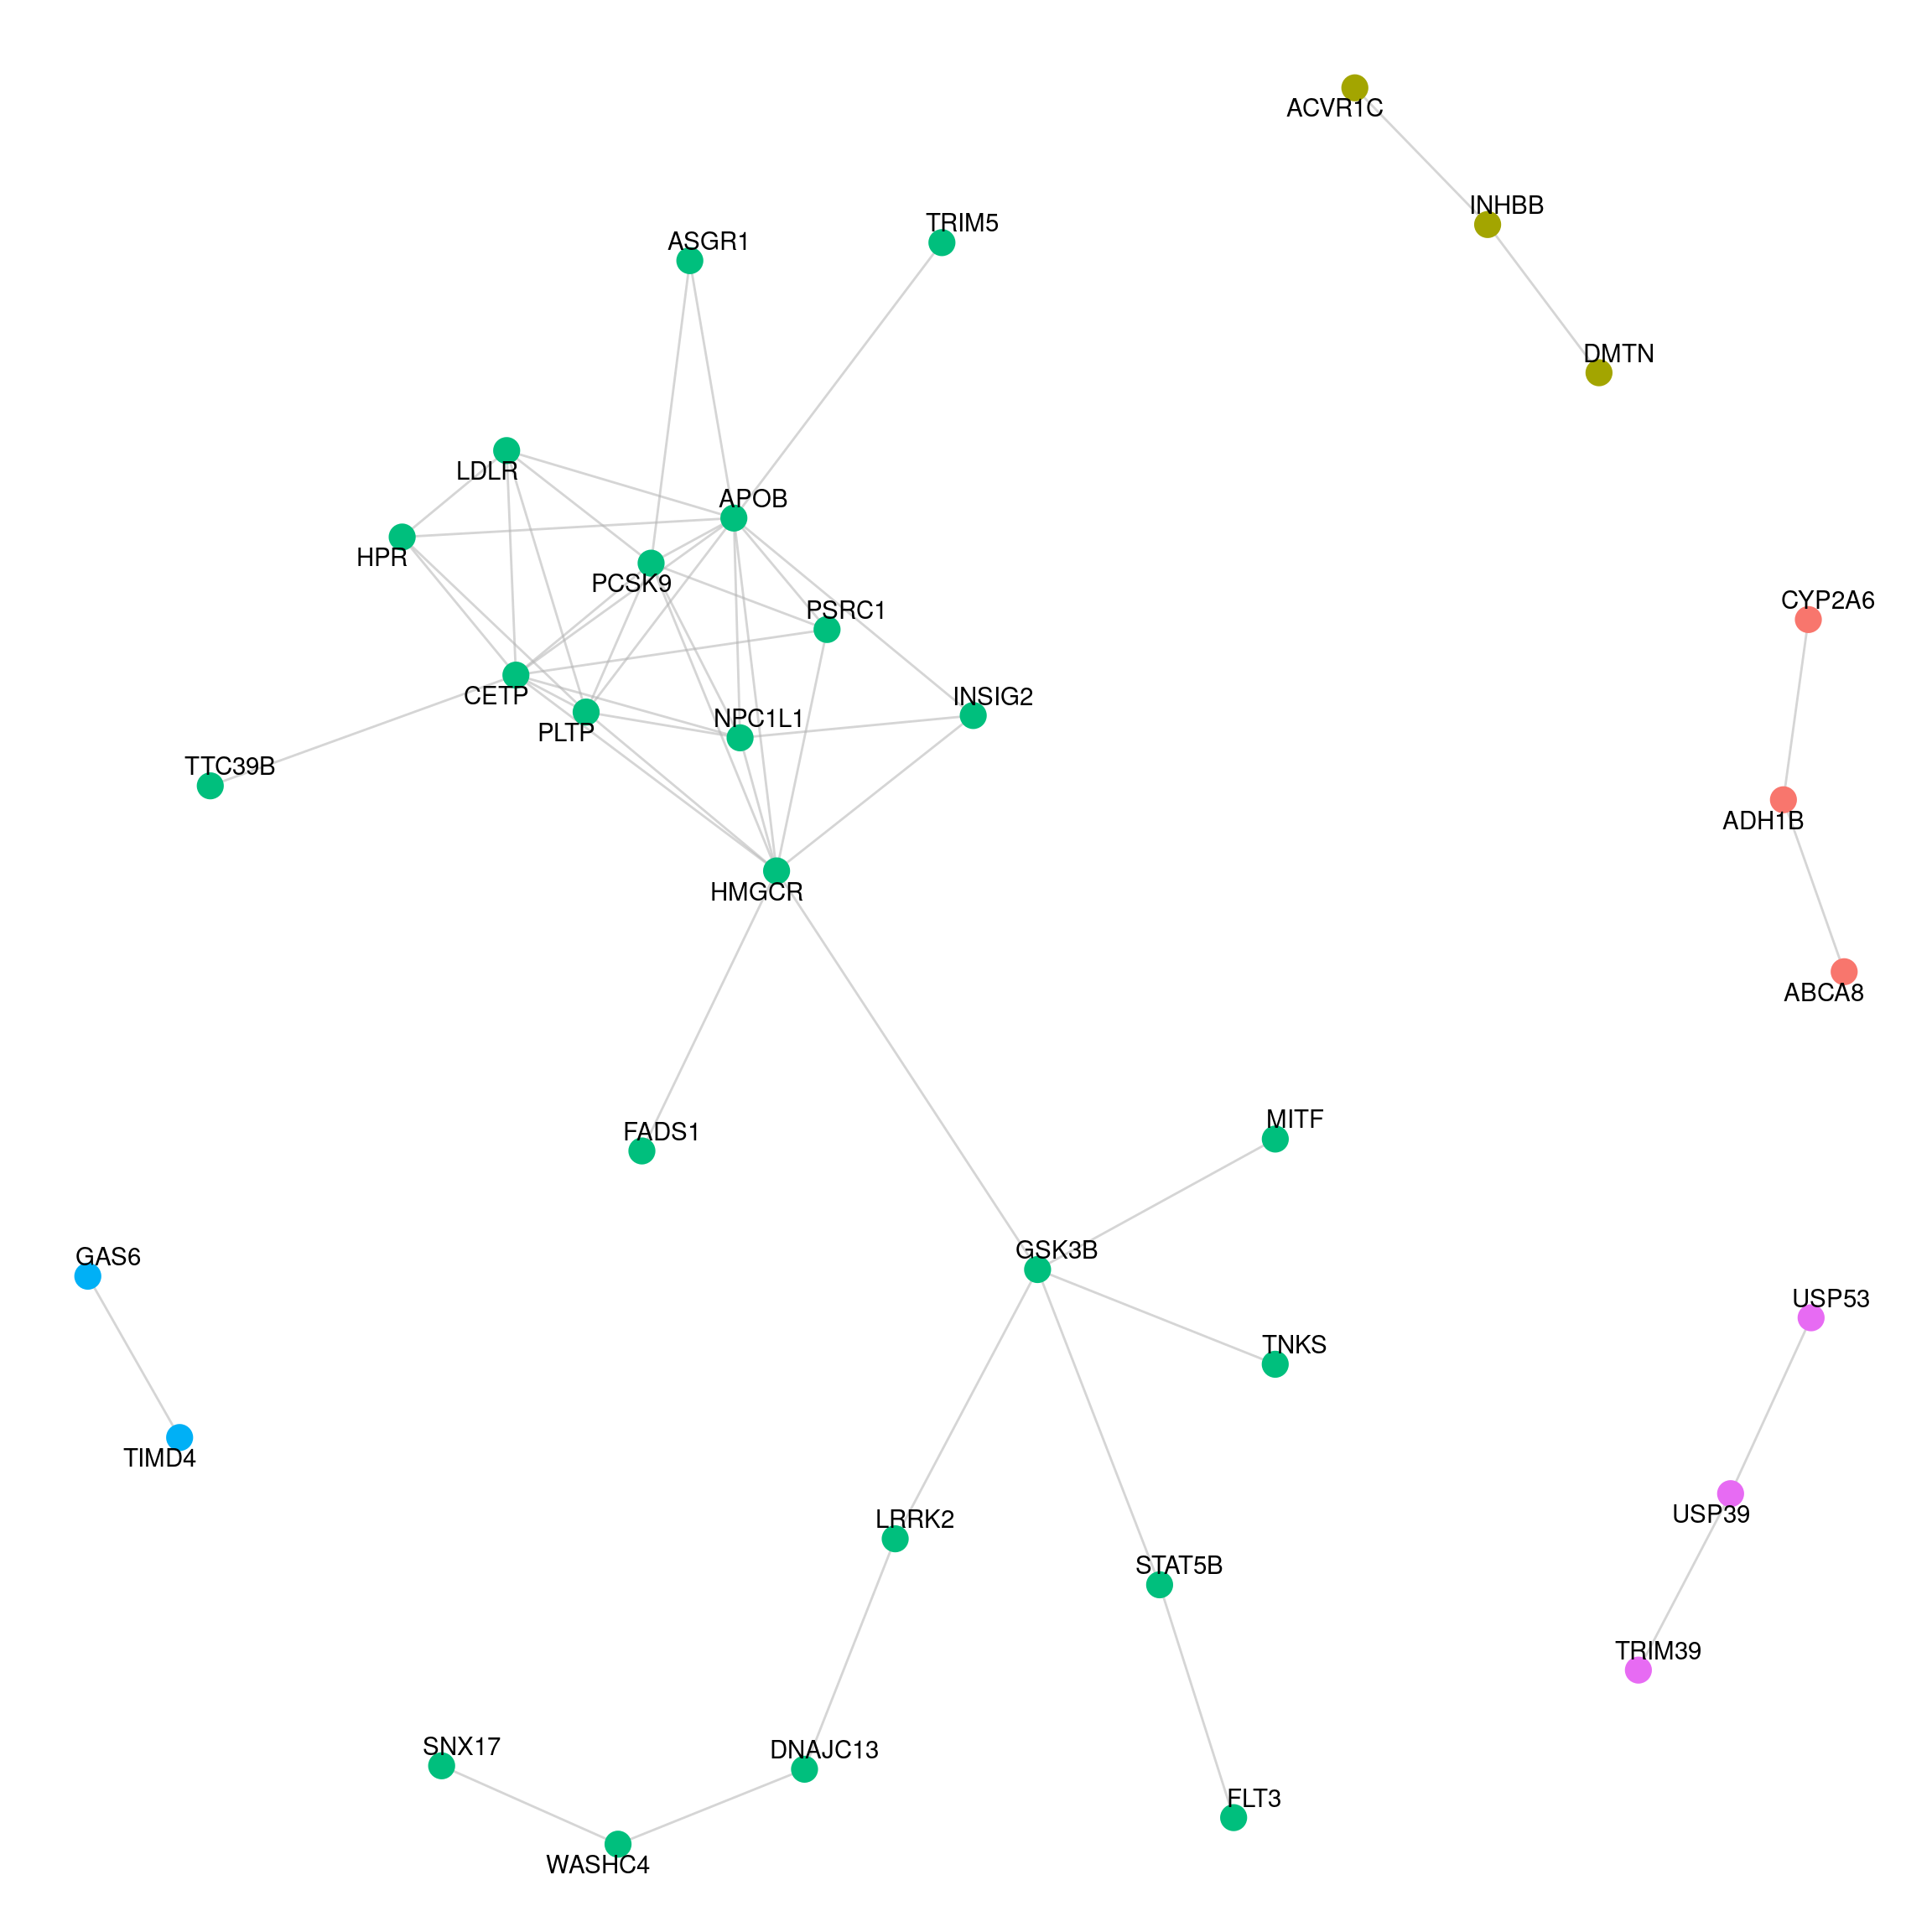 ACVR1C
INHBB
TRIM5
ASGR1
DMTN
LDLR
APOB
HPR
PCSK9
CYP2A6
PSRC1
CETP
INSIG2
NPC1L1
PLTP
TTC39B
ADH1B
HMGCR
ABCA8
MITF
FADS1
GSK3B
GAS6
USP53
TNKS
TIMD4
USP39
LRRK2
STAT5B
TRIM39
SNX17
DNAJC13
FLT3
WASHC4